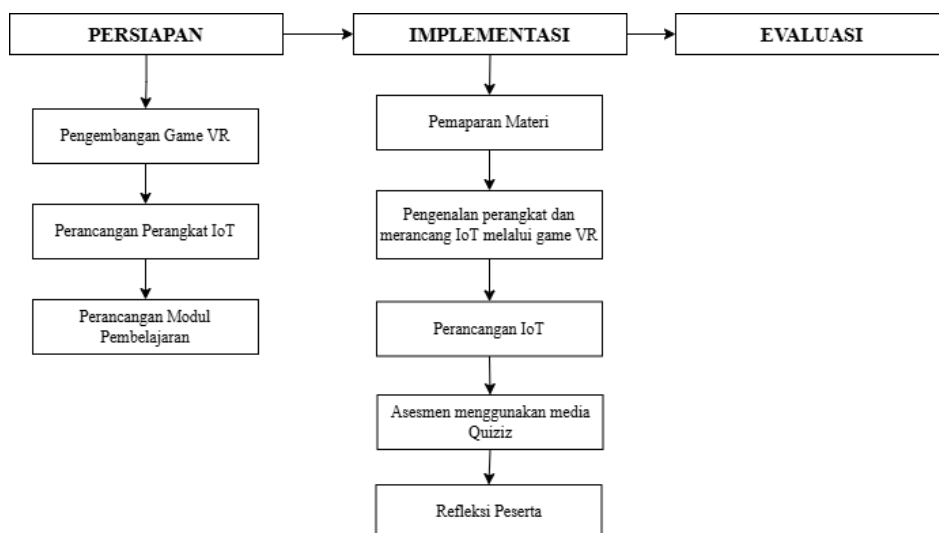 PERSIAPAN
IMPLEMENTASI
EVALUASI
Pengembangan Game VR
Perancangan Perangkat IoT
Perancangan Modul
Pembelajaran
Pemaparan Materi
Pengenalan perangkat dan
merancang IoT melalui game VR
Perancangan IoT
Asesmen menggunakan media
Quiziz
Refleksi Peserta